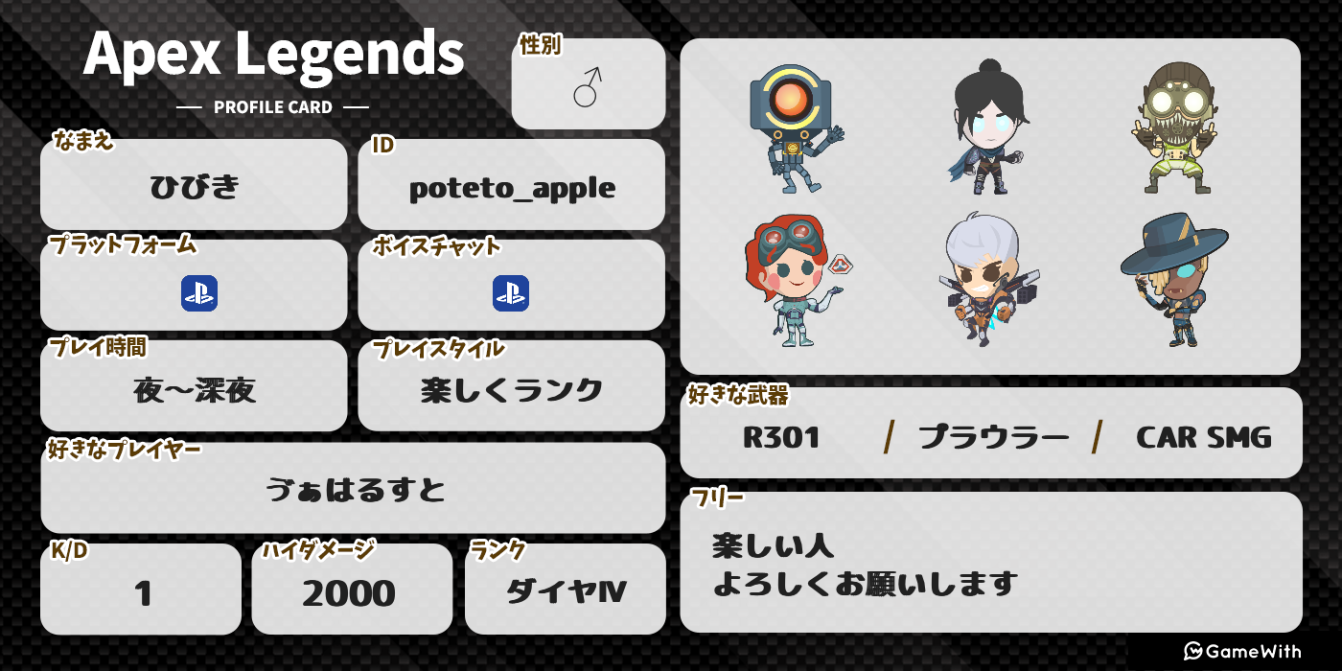 Apex Legends
PROFILE CARD
性別
♂
なまえ
ひびき
ID
poteto_apple
プラットフォーム
ボイスチャット
プレイ時間
夜〜深夜
プレイスタイル
楽しくランク
好きなプレイヤー
ゔぁはるすと
K/D
1
ハイダメージ
2000
ランク
ダイヤⅣ
好きな武器
R301 / プラウラー / CAR SMG
フリー
楽しい人
よろしくお願いします
GameWith